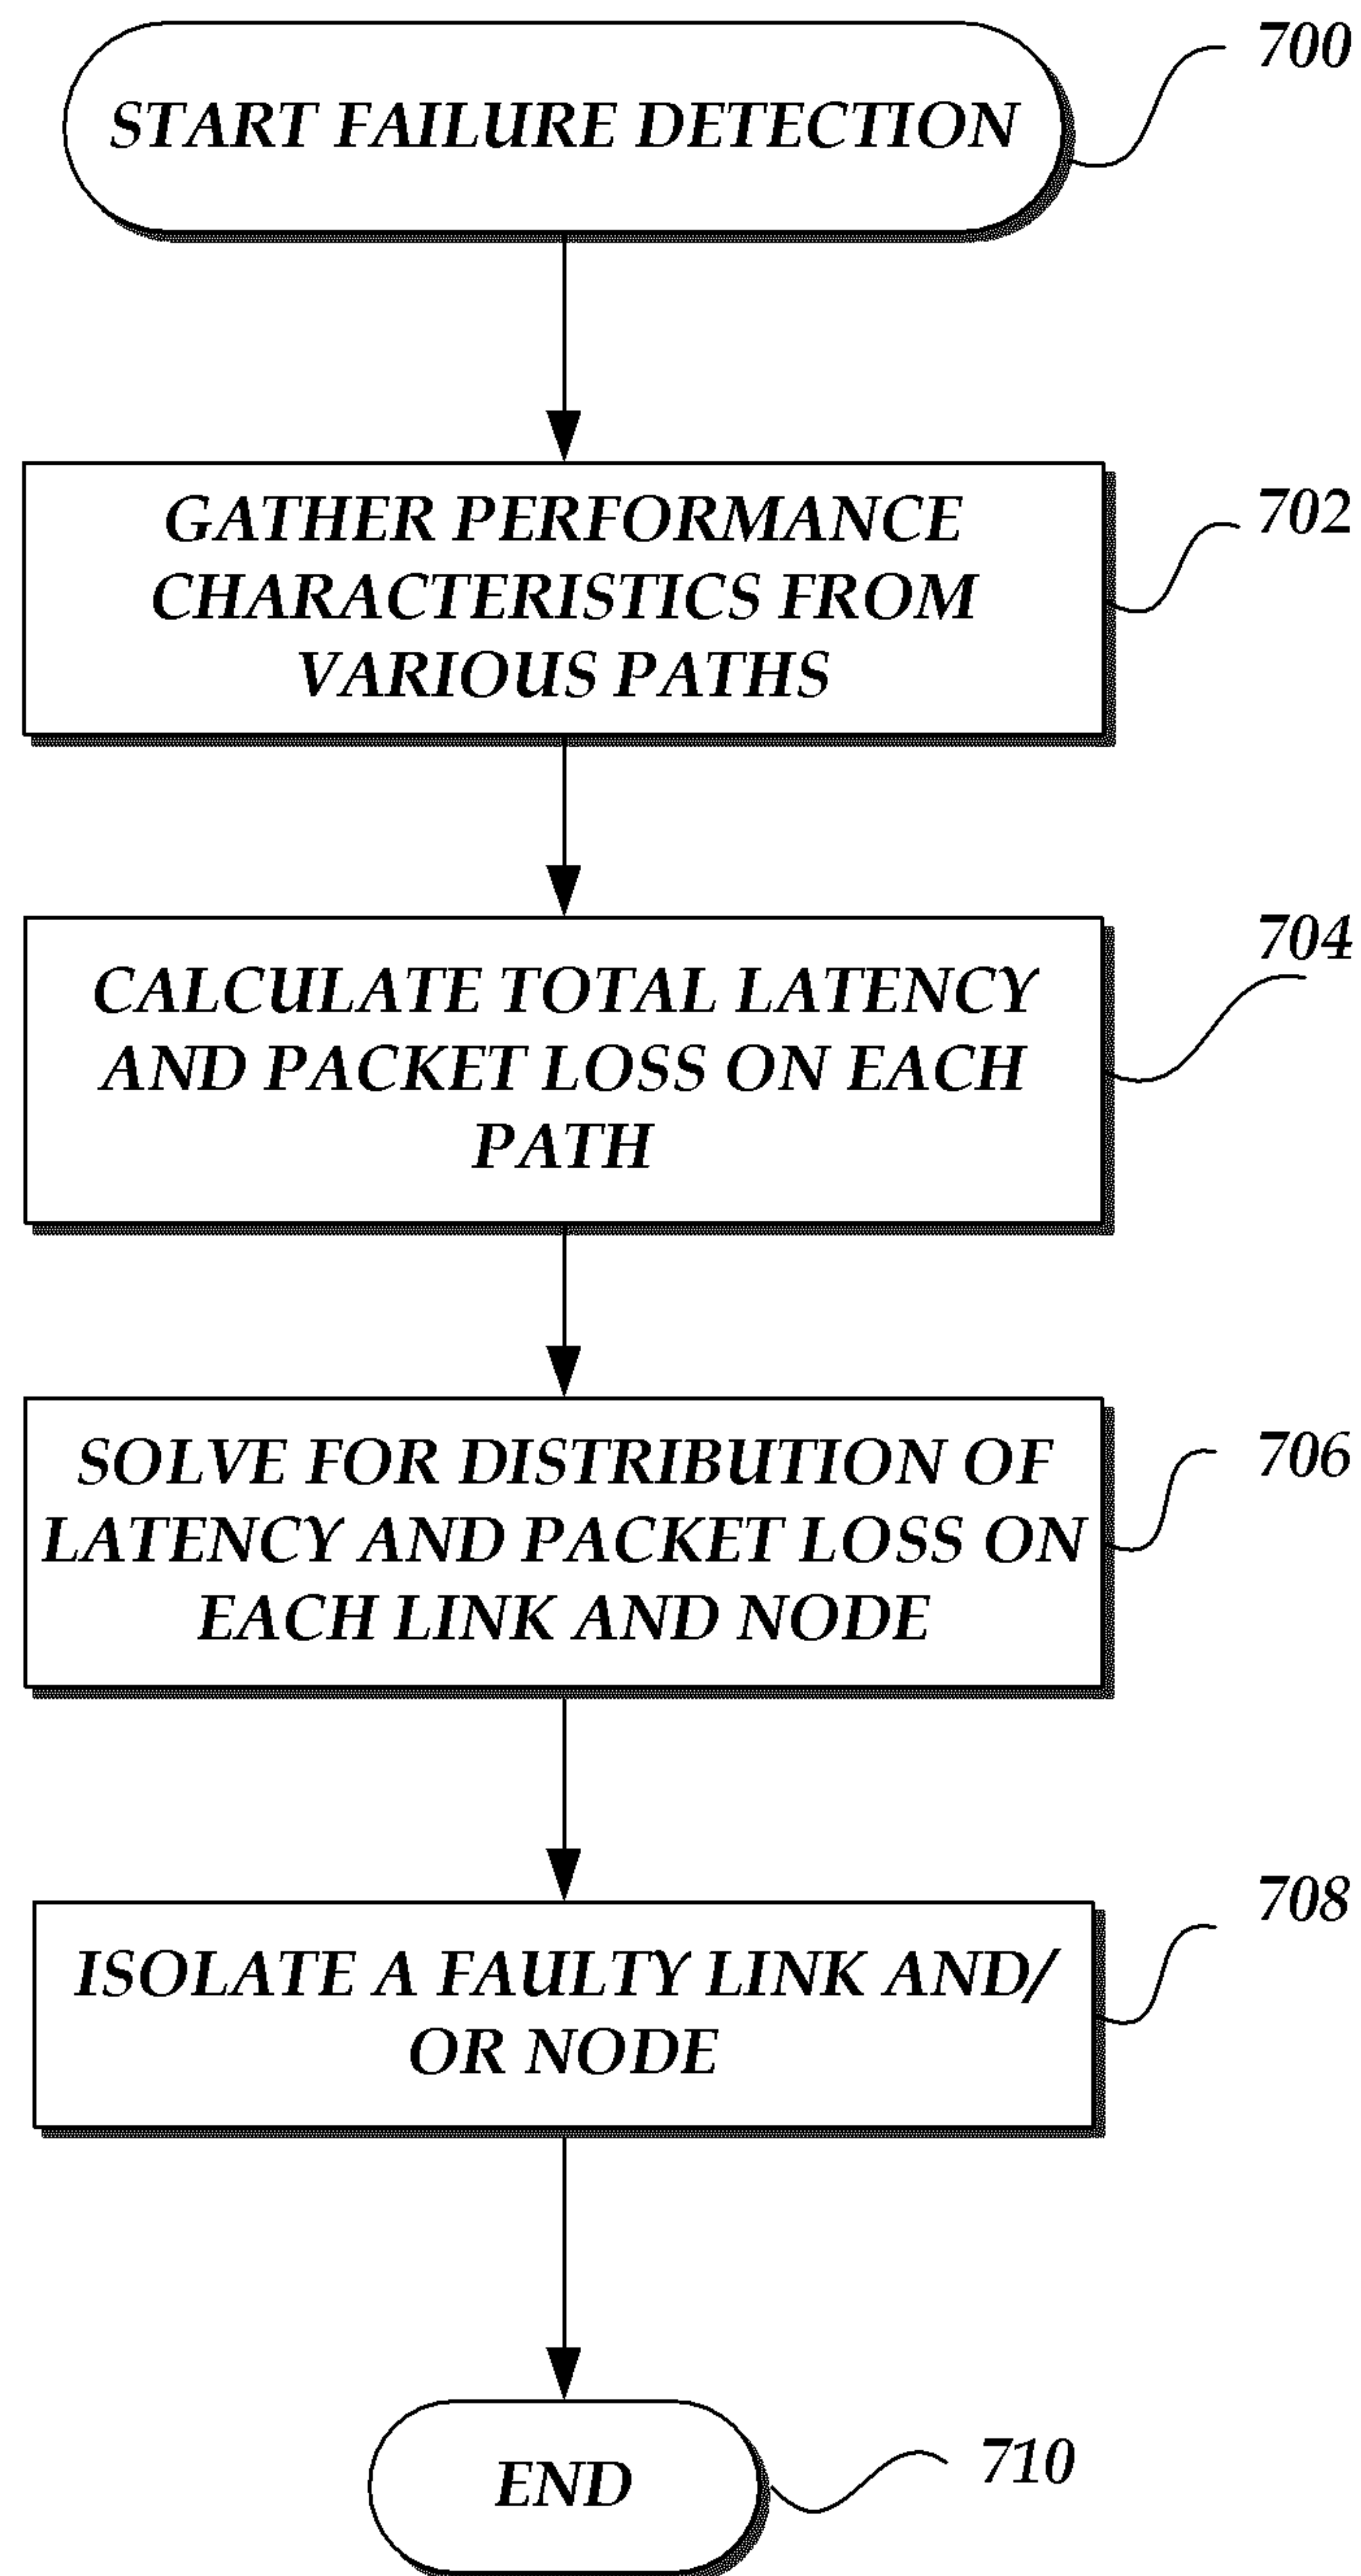 START FAILURE DETECTION
700
GATHER PERFORMANCE
CHARACTERISTICS FROM
VARIOUS PATHS
702
CALCULATE TOTAL LATENCY
AND PACKET LOSS ON EACH
PATH
704
SOLVE FOR DISTRIBUTION OF
LATENCY AND PACKET LOSS ON
EACH LINK AND NODE
706
ISOLATE A FAULTY LINK AND/
OR NODE
708
END
710